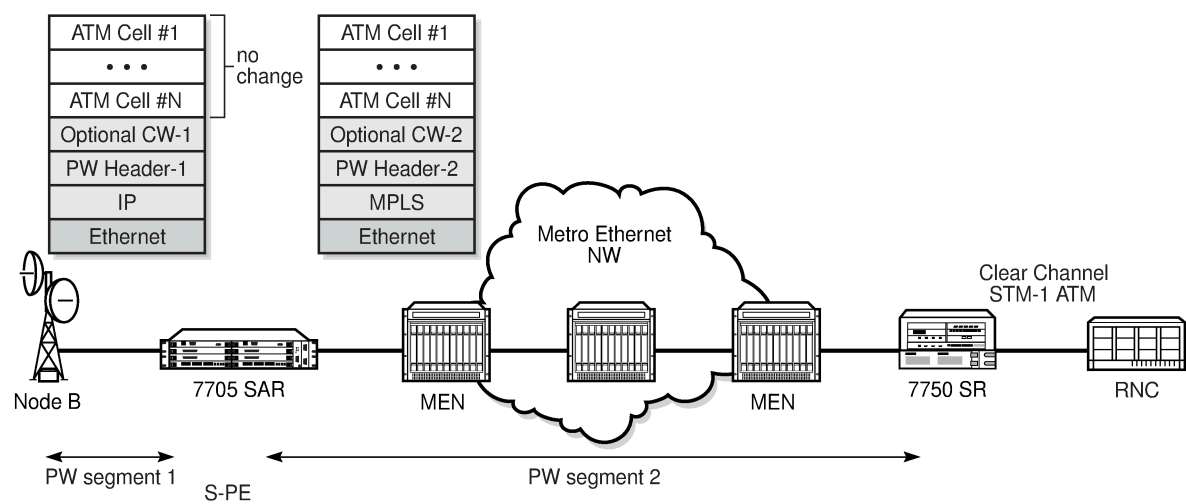 ATM Cell #1
• • •
ATM Cell #N
Optional CW-1
PW Header-1
IP
Ethernet
no
change
ATM Cell #1
• • •
ATM Cell #N
Optional CW-2
PW Header-2
MPLS
Ethernet
Metro Ethernet
NW
Clear Channel
STM-1 ATM
Node B
7705 SAR
MEN
MEN
7750 SR
RNC
PW segment 1
S-PE
PW segment 2